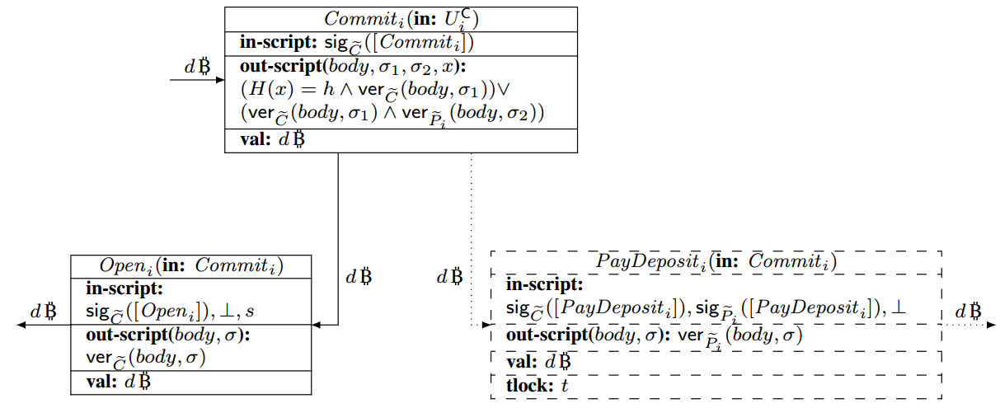 Commit_i(in: U_i^C)
in-script: sig_C̃([Commit_i])
d ₿
out-script(body, σ_1, σ_2, x):
(H(x) = h ∧ ver_C̃(body, σ_1))∨
(ver_C̃(body, σ_1) ∧ ver_P̃_i(body, σ_2))
val: d ₿
d ₿
d ₿
Open_i(in: Commit_i)
in-script:
sig_C̃([Open_i]), ⊥, s
d ₿
out-script(body, σ):
ver_C̃(body, σ)
val: d ₿
PayDeposit_i(in: Commit_i)
in-script:
sig_C̃([PayDeposit_i]), sig_P̃_i([PayDeposit_i]), ⊥
d ₿
out-script(body, σ): ver_P̃_i(body, σ)
val: d ₿
tlock: t